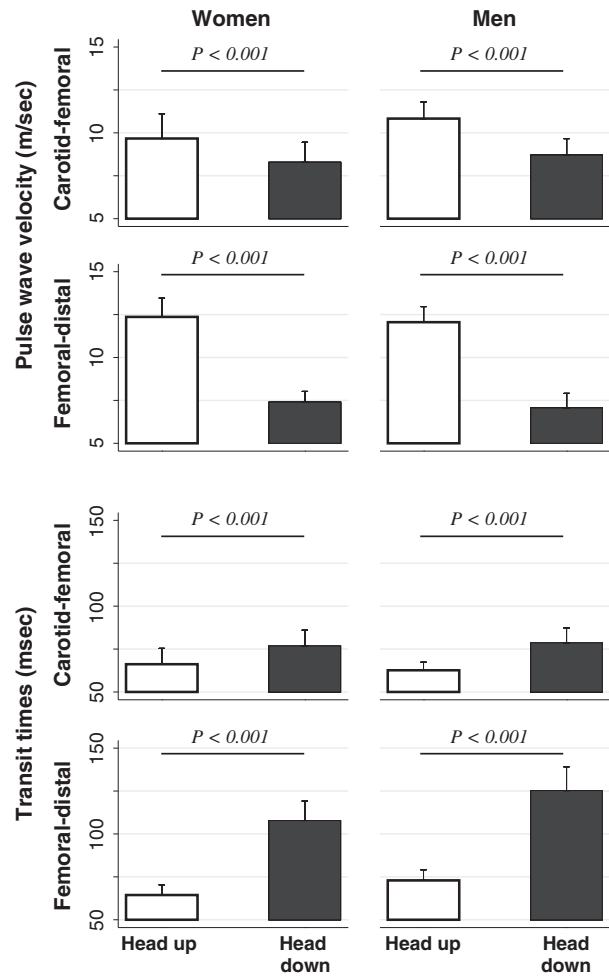 Women
Men
Pulse wave velocity (m/sec)
Carotid-femoral
15
10
5
P < 0.001
P < 0.001
Femoral-distal
15
10
5
P < 0.001
P < 0.001
Transit times (msec)
Carotid-femoral
150
100
50
P < 0.001
P < 0.001
Femoral-distal
150
100
50
P < 0.001
P < 0.001
Head up
Head
down
Head up
Head
down